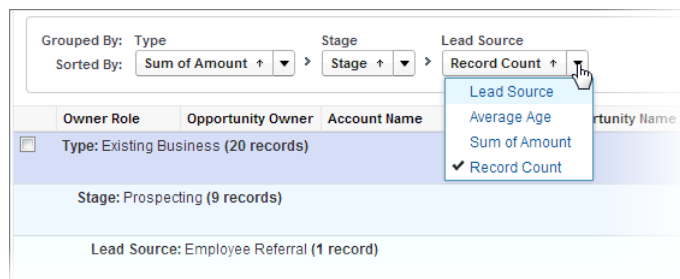 Grouped By: Type Stage Lead Source
Sorted By: Sum of Amount ↑ > Stage ↑ > Record Count ↑
Lead Source
Average Age
Sum of Amount
✔ Record Count
Owner Role Opportunity Owner Account Name rtunity Name
Type: Existing Business (20 records)
Stage: Prospecting (9 records)
Lead Source: Employee Referral (1 record)